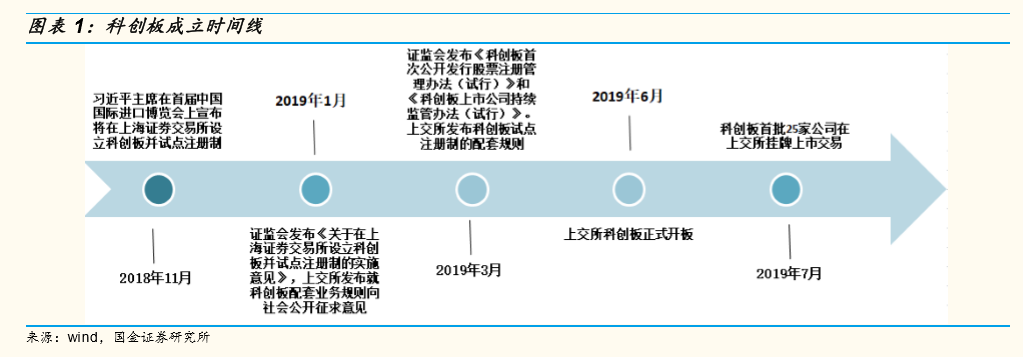 图表 1：科创板成立时间线
习近平主席在首届中国
国际进口博览会上宣布
将在上海证券交易所设
立科创板并试点注册制
2018年11月
2019年1月
证监会发布《关于在上
海证券交易所设立科创
板并试点注册制的实施
意见》，上交所发布就
科创板配套业务规则向
社会公开征求意见
证监会发布《科创板首
次公开发行股票注册管
理办法（试行）》和
《科创板上市公司持续
监管办法（试行）》。
上交所发布科创板试点
注册制的配套规则
2019年3月
2019年6月
上交所科创板正式开板
科创板首批25家公司在
上交所挂牌上市交易
2019年7月
来源：wind，国金证券研究所